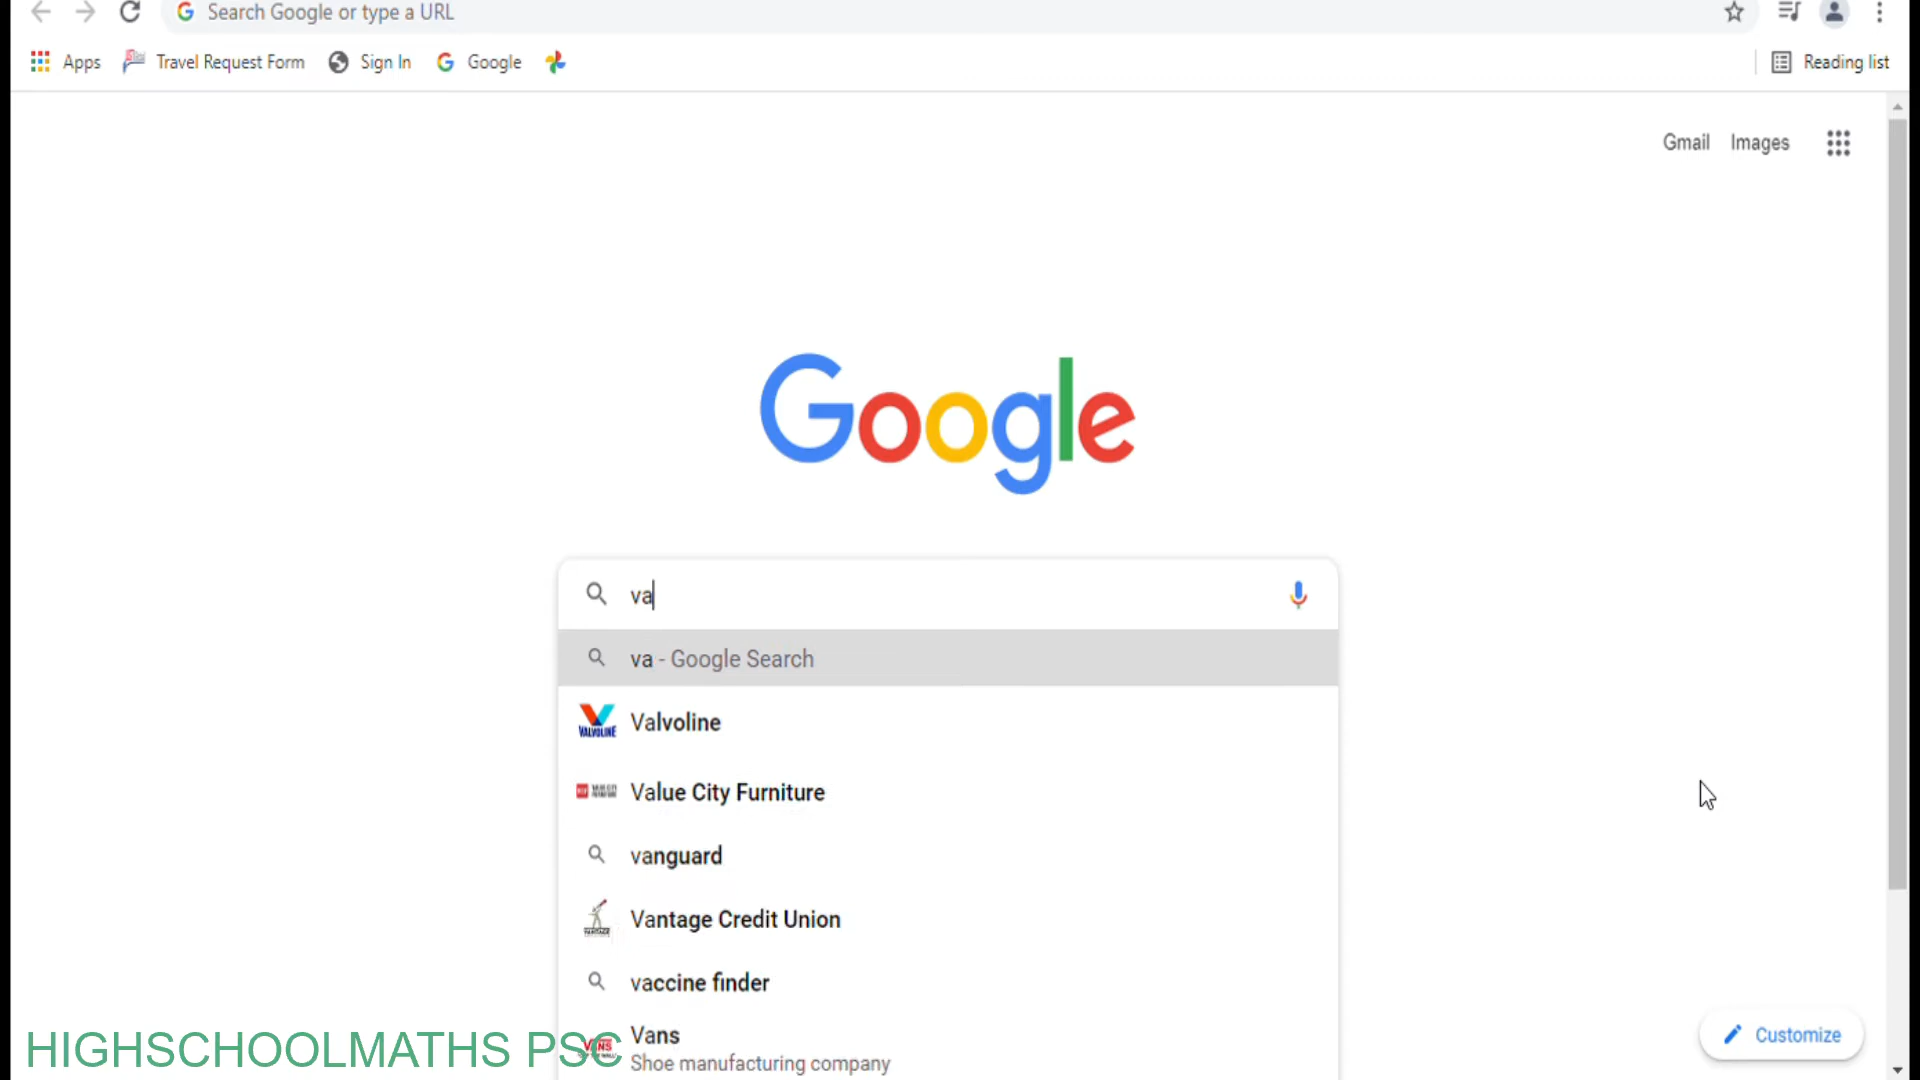 Search Google or type a URL
Apps Travel Request Form Sign In Google Reading list
Gmail Images
Google
va
va - Google Search
VALVOLINE Valvoline
Value City Furniture
vanguard
Vantage Credit Union
vaccine finder
Vans
Shoe manufacturing company
Customize
HIGHSCHOOLMATHS PSC